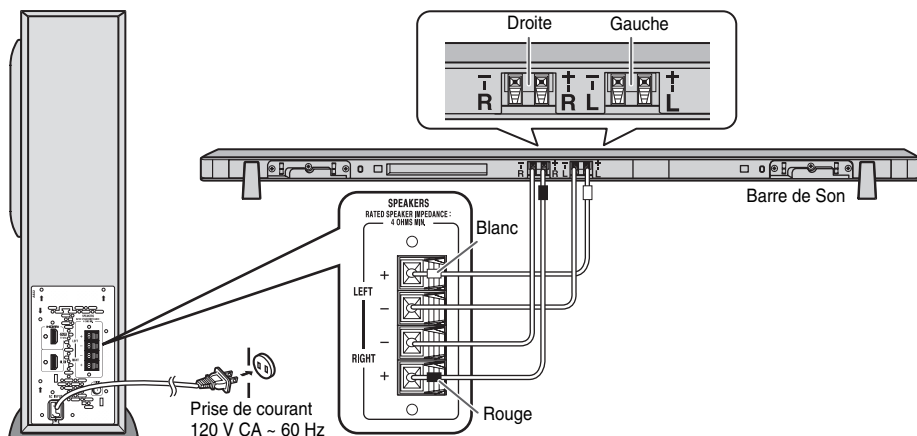 Droite
Gauche
− R
+ R
− L
+ L
− R
+ R
− L
+ L
Barre de Son
SPEAKERS
RATED SPEAKER IMPEDANCE :
4 OHMS MIN.
Blanc
+
LEFT
−
−
RIGHT
+
Rouge
Prise de courant
120 V CA ~ 60 Hz